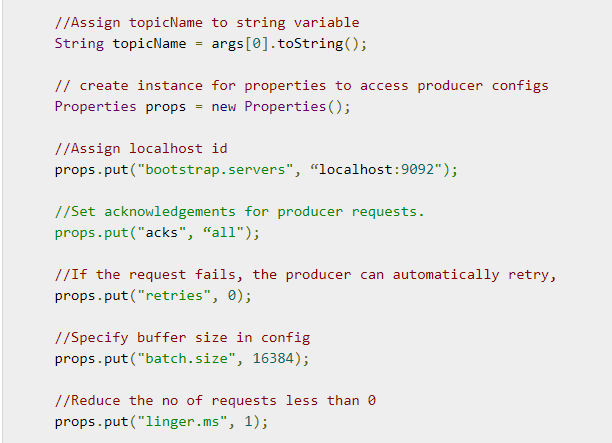 //Assign topicName to string variable
String topicName = args[0].toString();
// create instance for properties to access producer configs
Properties props = new Properties();
//Assign localhost id
props.put("bootstrap.servers", “localhost:9092");
//Set acknowledgements for producer requests.
props.put("acks", “all");
//If the request fails, the producer can automatically retry,
props.put("retries", 0);
//Specify buffer size in config
props.put("batch.size", 16384);
//Reduce the no of requests less than 0
props.put("linger.ms", 1);